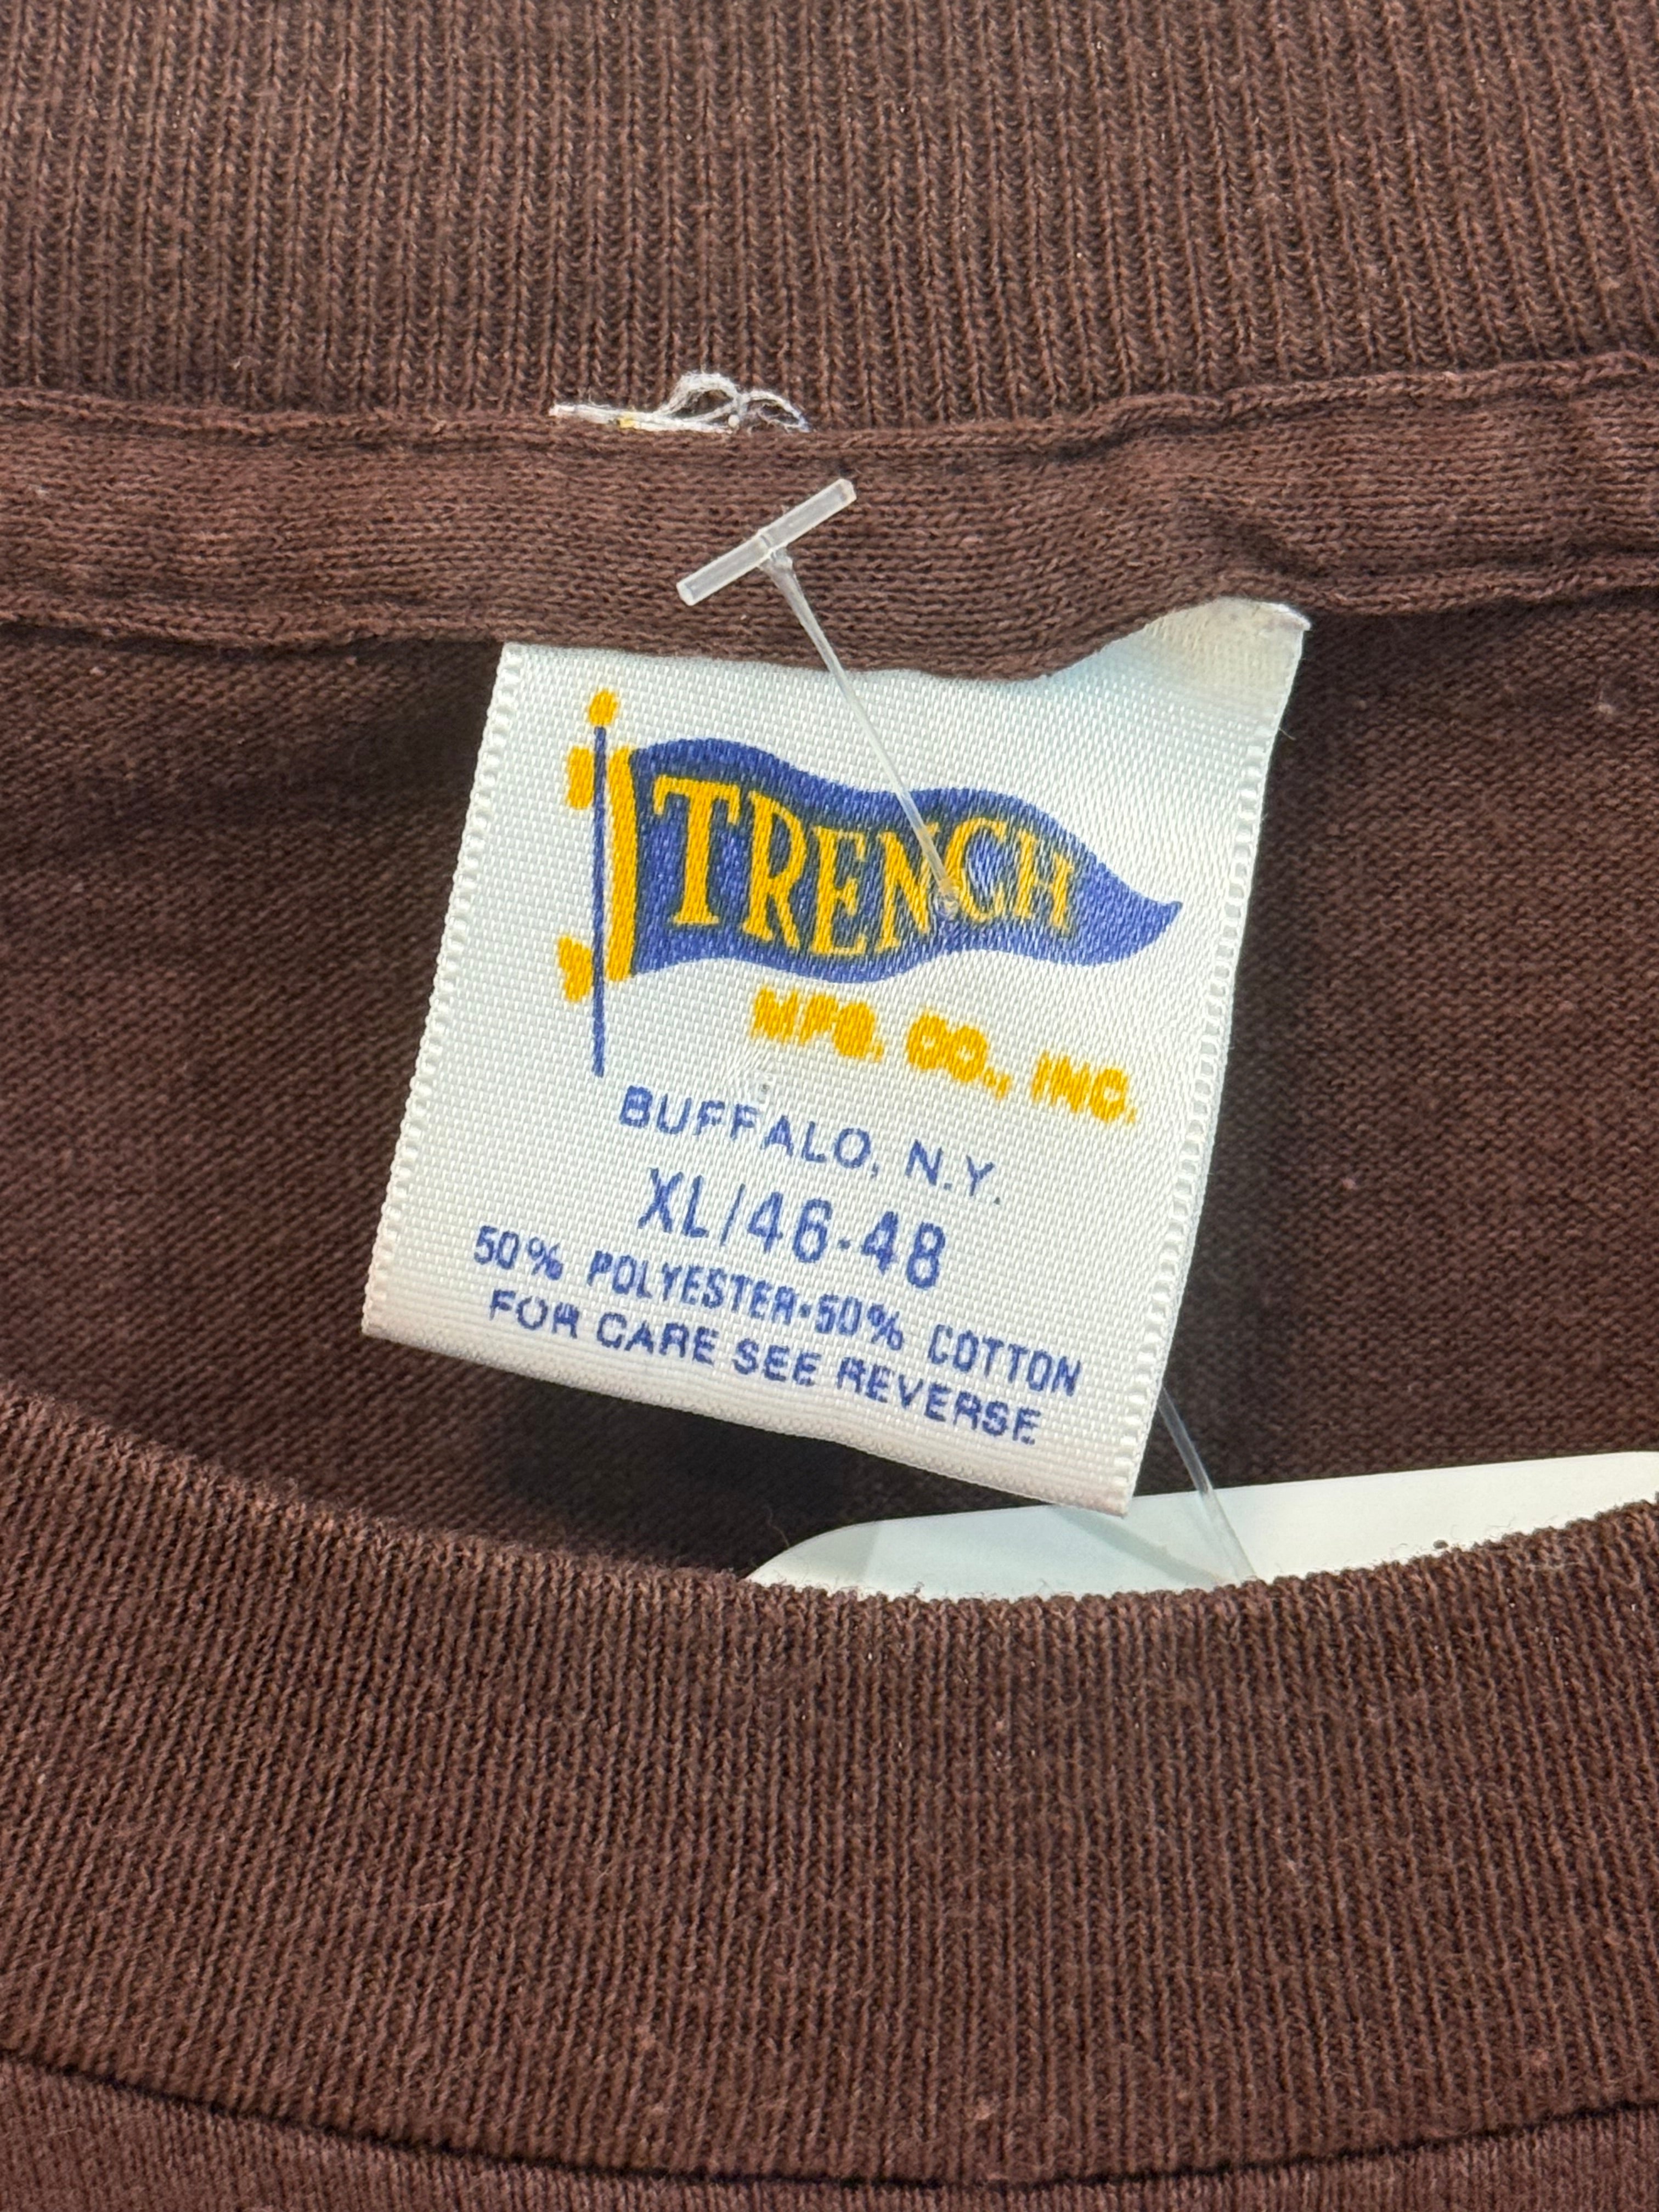 TRENCH
MFG. CO., INC.
BUFFALO, N.Y.
XL/46-48
50% POLYESTER•50% COTTON
FOR CARE SEE REVERSE